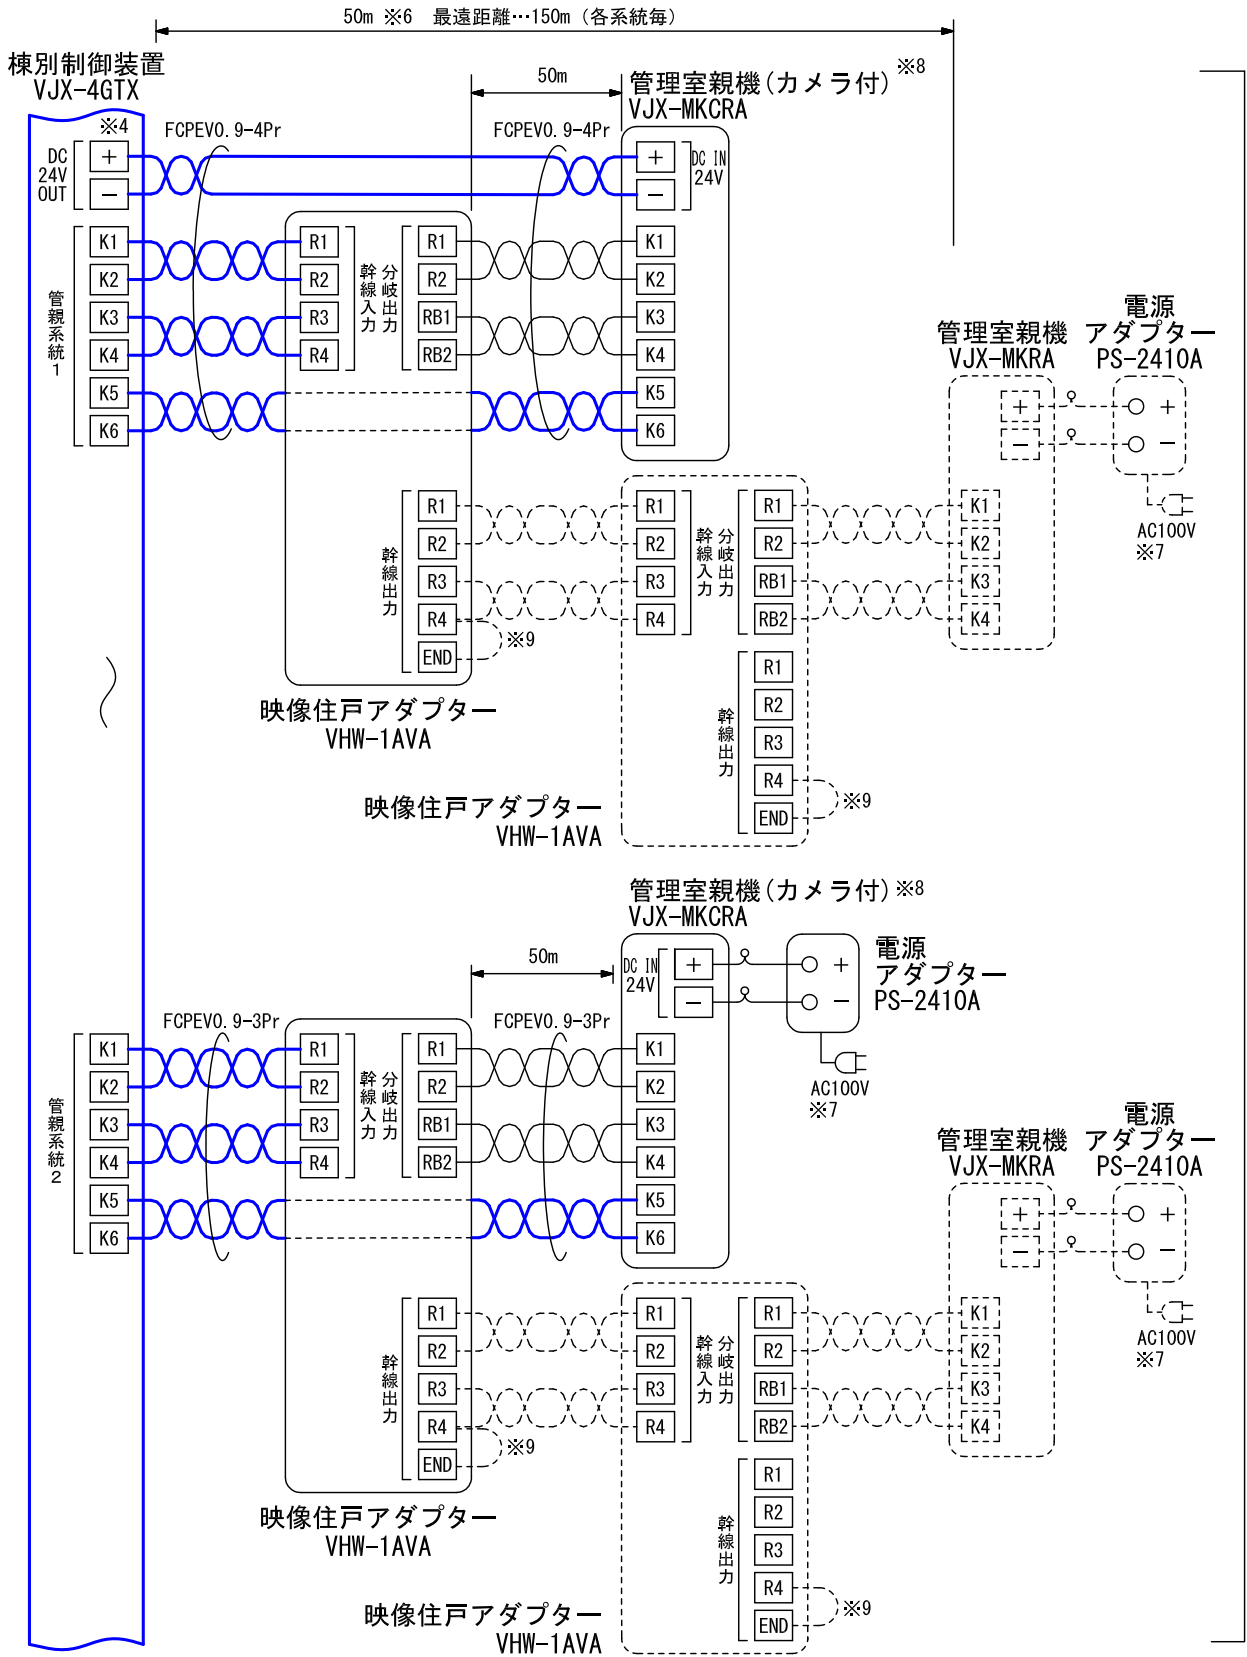 50m ※6 最遠距離…150m（各系統毎）
棟別制御装置
VJX-4GTX
※4
FCPEV0.9-4Pr
50m
FCPEV0.9-4Pr
管理室親機(カメラ付) ※8
VJX-MKCRA
DC
24V
OUT
+
−
+
−
DC IN
24V
管親系統1
K1
K2
K3
K4
K5
K6
R1
R2
R3
R4
幹線入力
分岐出力
R1
R2
RB1
RB2
K1
K2
K3
K4
K5
K6
幹線出力
R1
R2
R3
R4
END
※9
映像住戸アダプター
VHW-1AVA
R1
R2
R3
R4
幹線入力
分岐出力
R1
R2
RB1
RB2
幹線出力
R1
R2
R3
R4
END
※9
映像住戸アダプター
VHW-1AVA
管理室親機
VJX-MKRA
+
−
K1
K2
K3
K4
電源
アダプター
PS-2410A
+
−
AC100V
※7
管理室親機(カメラ付) ※8
VJX-MKCRA
DC IN
24V
+
−
+
−
電源
アダプター
PS-2410A
AC100V
※7
50m
FCPEV0.9-3Pr
FCPEV0.9-3Pr
管親系統2
K1
K2
K3
K4
K5
K6
R1
R2
R3
R4
幹線入力
分岐出力
R1
R2
RB1
RB2
K1
K2
K3
K4
K5
K6
幹線出力
R1
R2
R3
R4
END
※9
映像住戸アダプター
VHW-1AVA
R1
R2
R3
R4
幹線入力
分岐出力
R1
R2
RB1
RB2
幹線出力
R1
R2
R3
R4
END
※9
映像住戸アダプター
VHW-1AVA
管理室親機
VJX-MKRA
+
−
K1
K2
K3
K4
電源
アダプター
PS-2410A
+
−
AC100V
※7